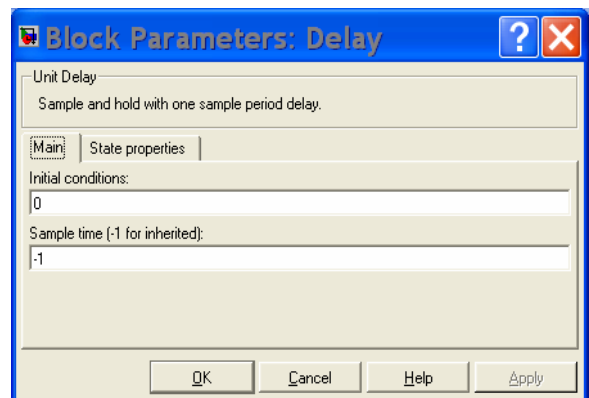 Block Parameters: Delay
Unit Delay
Sample and hold with one sample period delay.
Main State properties
Initial conditions:
0
Sample time (-1 for inherited):
-1
OK Cancel Help Apply